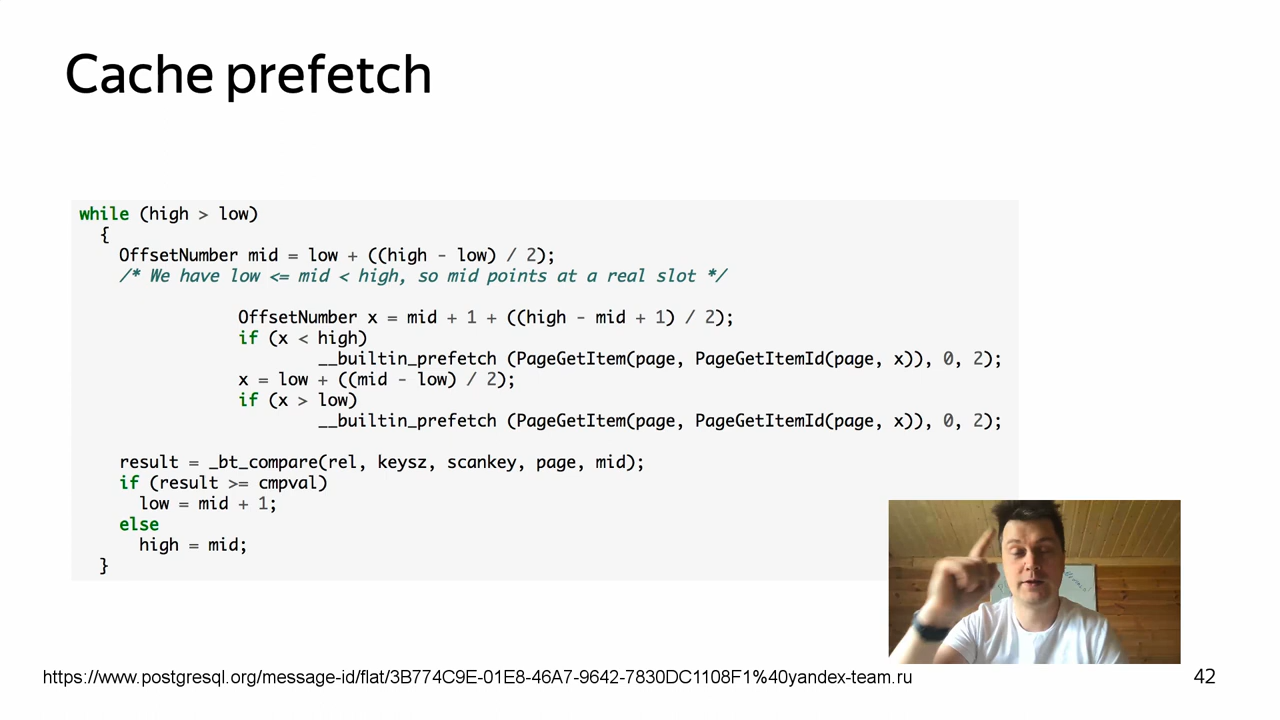 Cache prefetch
while (high > low)
{
OffsetNumber mid = low + ((high - low) / 2);
/* We have low <= mid < high, so mid points at a real slot */
OffsetNumber x = mid + 1 + ((high - mid + 1) / 2);
if (x < high)
__builtin_prefetch (PageGetItem(page, PageGetItemId(page, x)), 0, 2);
x = low + ((mid - low) / 2);
if (x > low)
__builtin_prefetch (PageGetItem(page, PageGetItemId(page, x)), 0, 2);
result = _bt_compare(rel, keysz, scankey, page, mid);
if (result >= cmpval)
low = mid + 1;
else
high = mid;
}
https://www.postgresql.org/message-id/flat/3B774C9E-01E8-46A7-9642-7830DC1108F1%40yandex-team.ru
42